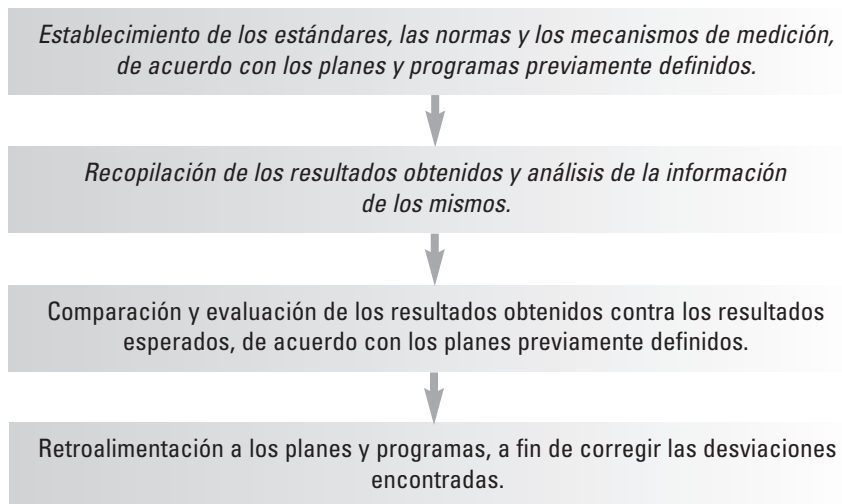 Establecimiento de los estándares, las normas y los mecanismos de medición,
de acuerdo con los planes y programas previamente definidos.
Recopilación de los resultados obtenidos y análisis de la información
de los mismos.
Comparación y evaluación de los resultados obtenidos contra los resultados
esperados, de acuerdo con los planes previamente definidos.
Retroalimentación a los planes y programas, a fin de corregir las desviaciones
encontradas.